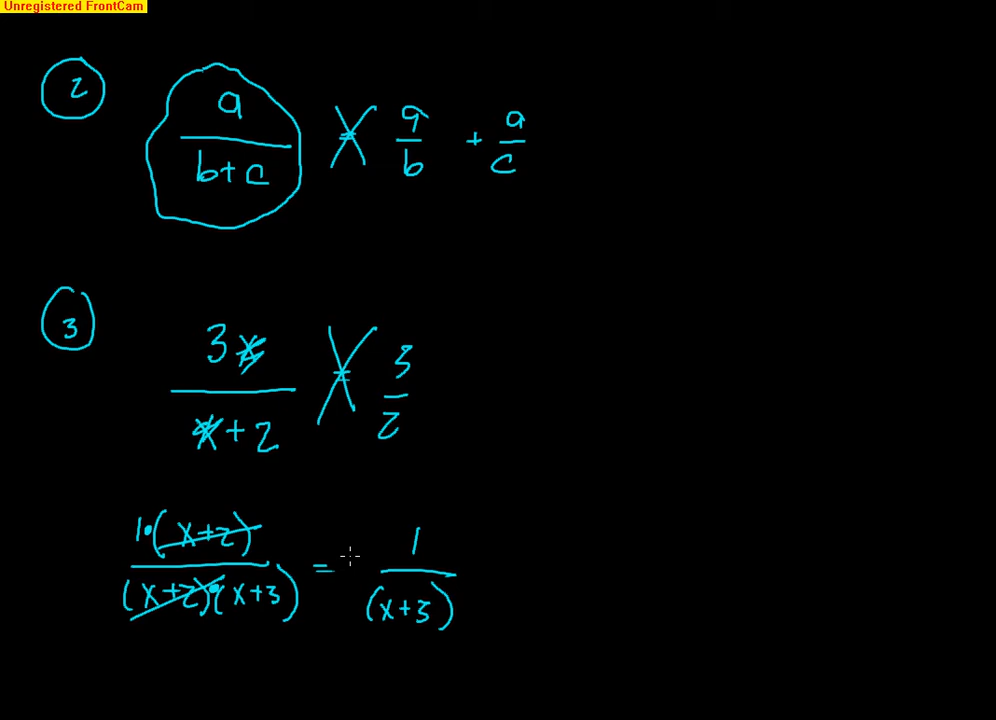 Unregistered FrontCam
2
a/(b+c) ≠ a/b + a/c
3
3x/(x+2) ≠ 3/2
1•(x+2)/((x+2)•(x+3)) = 1/(x+3)